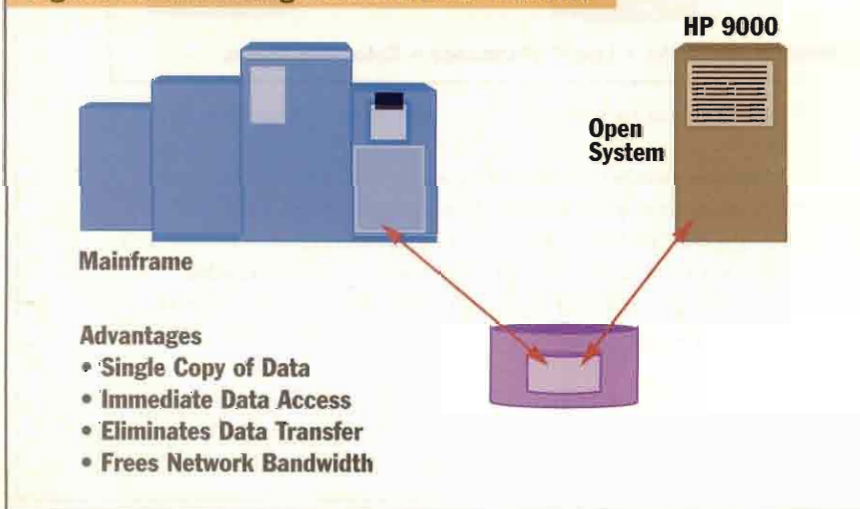 HP 9000
Open
System
Mainframe
Advantages
• Single Copy of Data
• Immediate Data Access
• Eliminates Data Transfer
• Frees Network Bandwidth